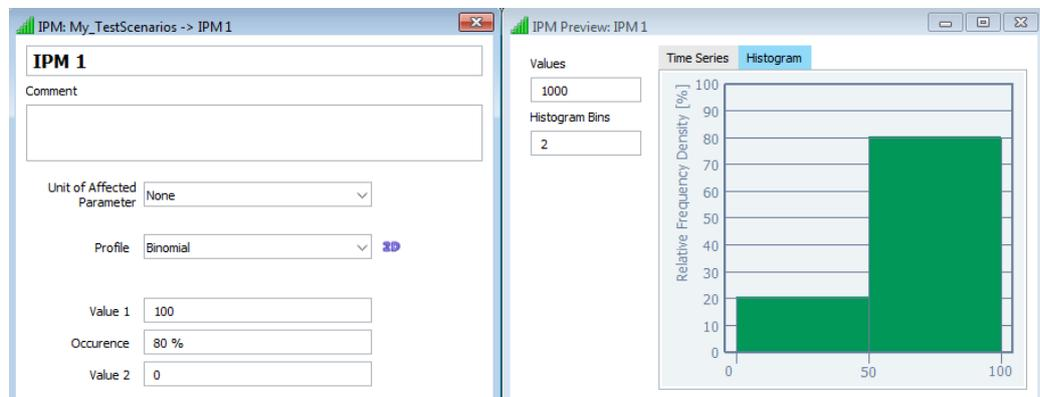 IPM: My_TestScenarios -> IPM 1
IPM 1
Comment
Unit of Affected
Parameter
None
Profile
Binomial
2D
Value 1
100
Occurence
80 %
Value 2
0
IPM Preview: IPM 1
Values
1000
Histogram Bins
2
Time Series
Histogram
Relative Frequency Density [%]
100
90
80
70
60
50
40
30
20
10
0
0
50
100